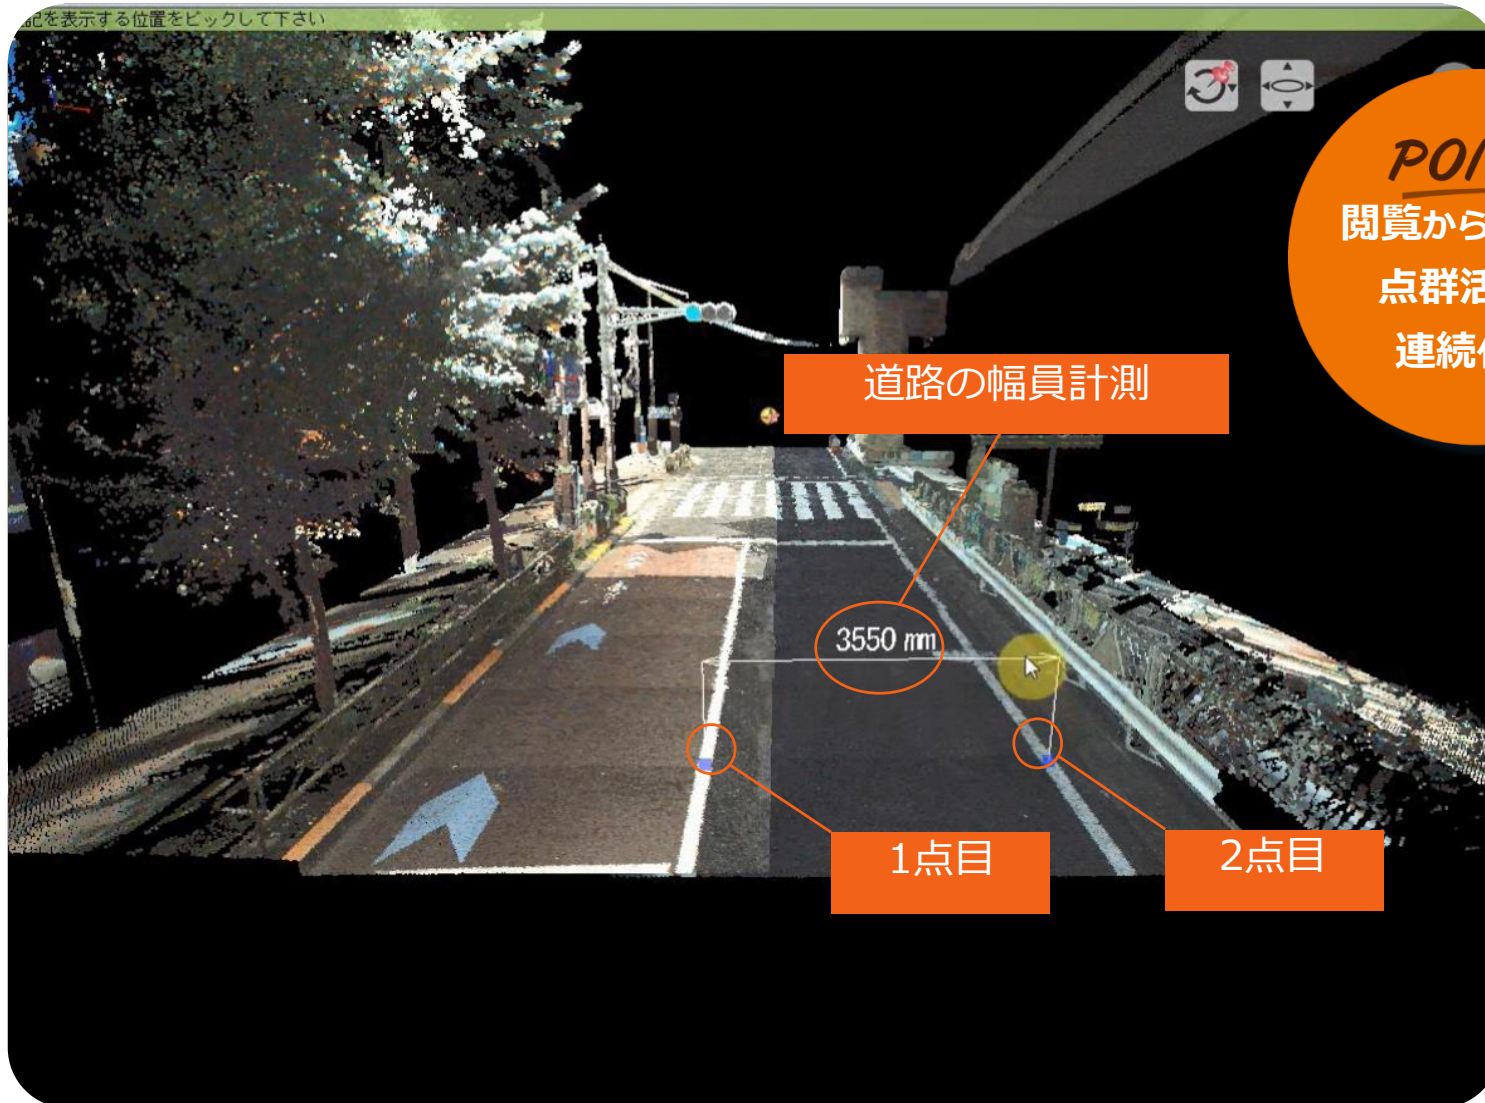 記を表示する位置をピックして下さい
閲覧から
点群活
連続
道路の幅員計測
3550 mm
1点目
2点目